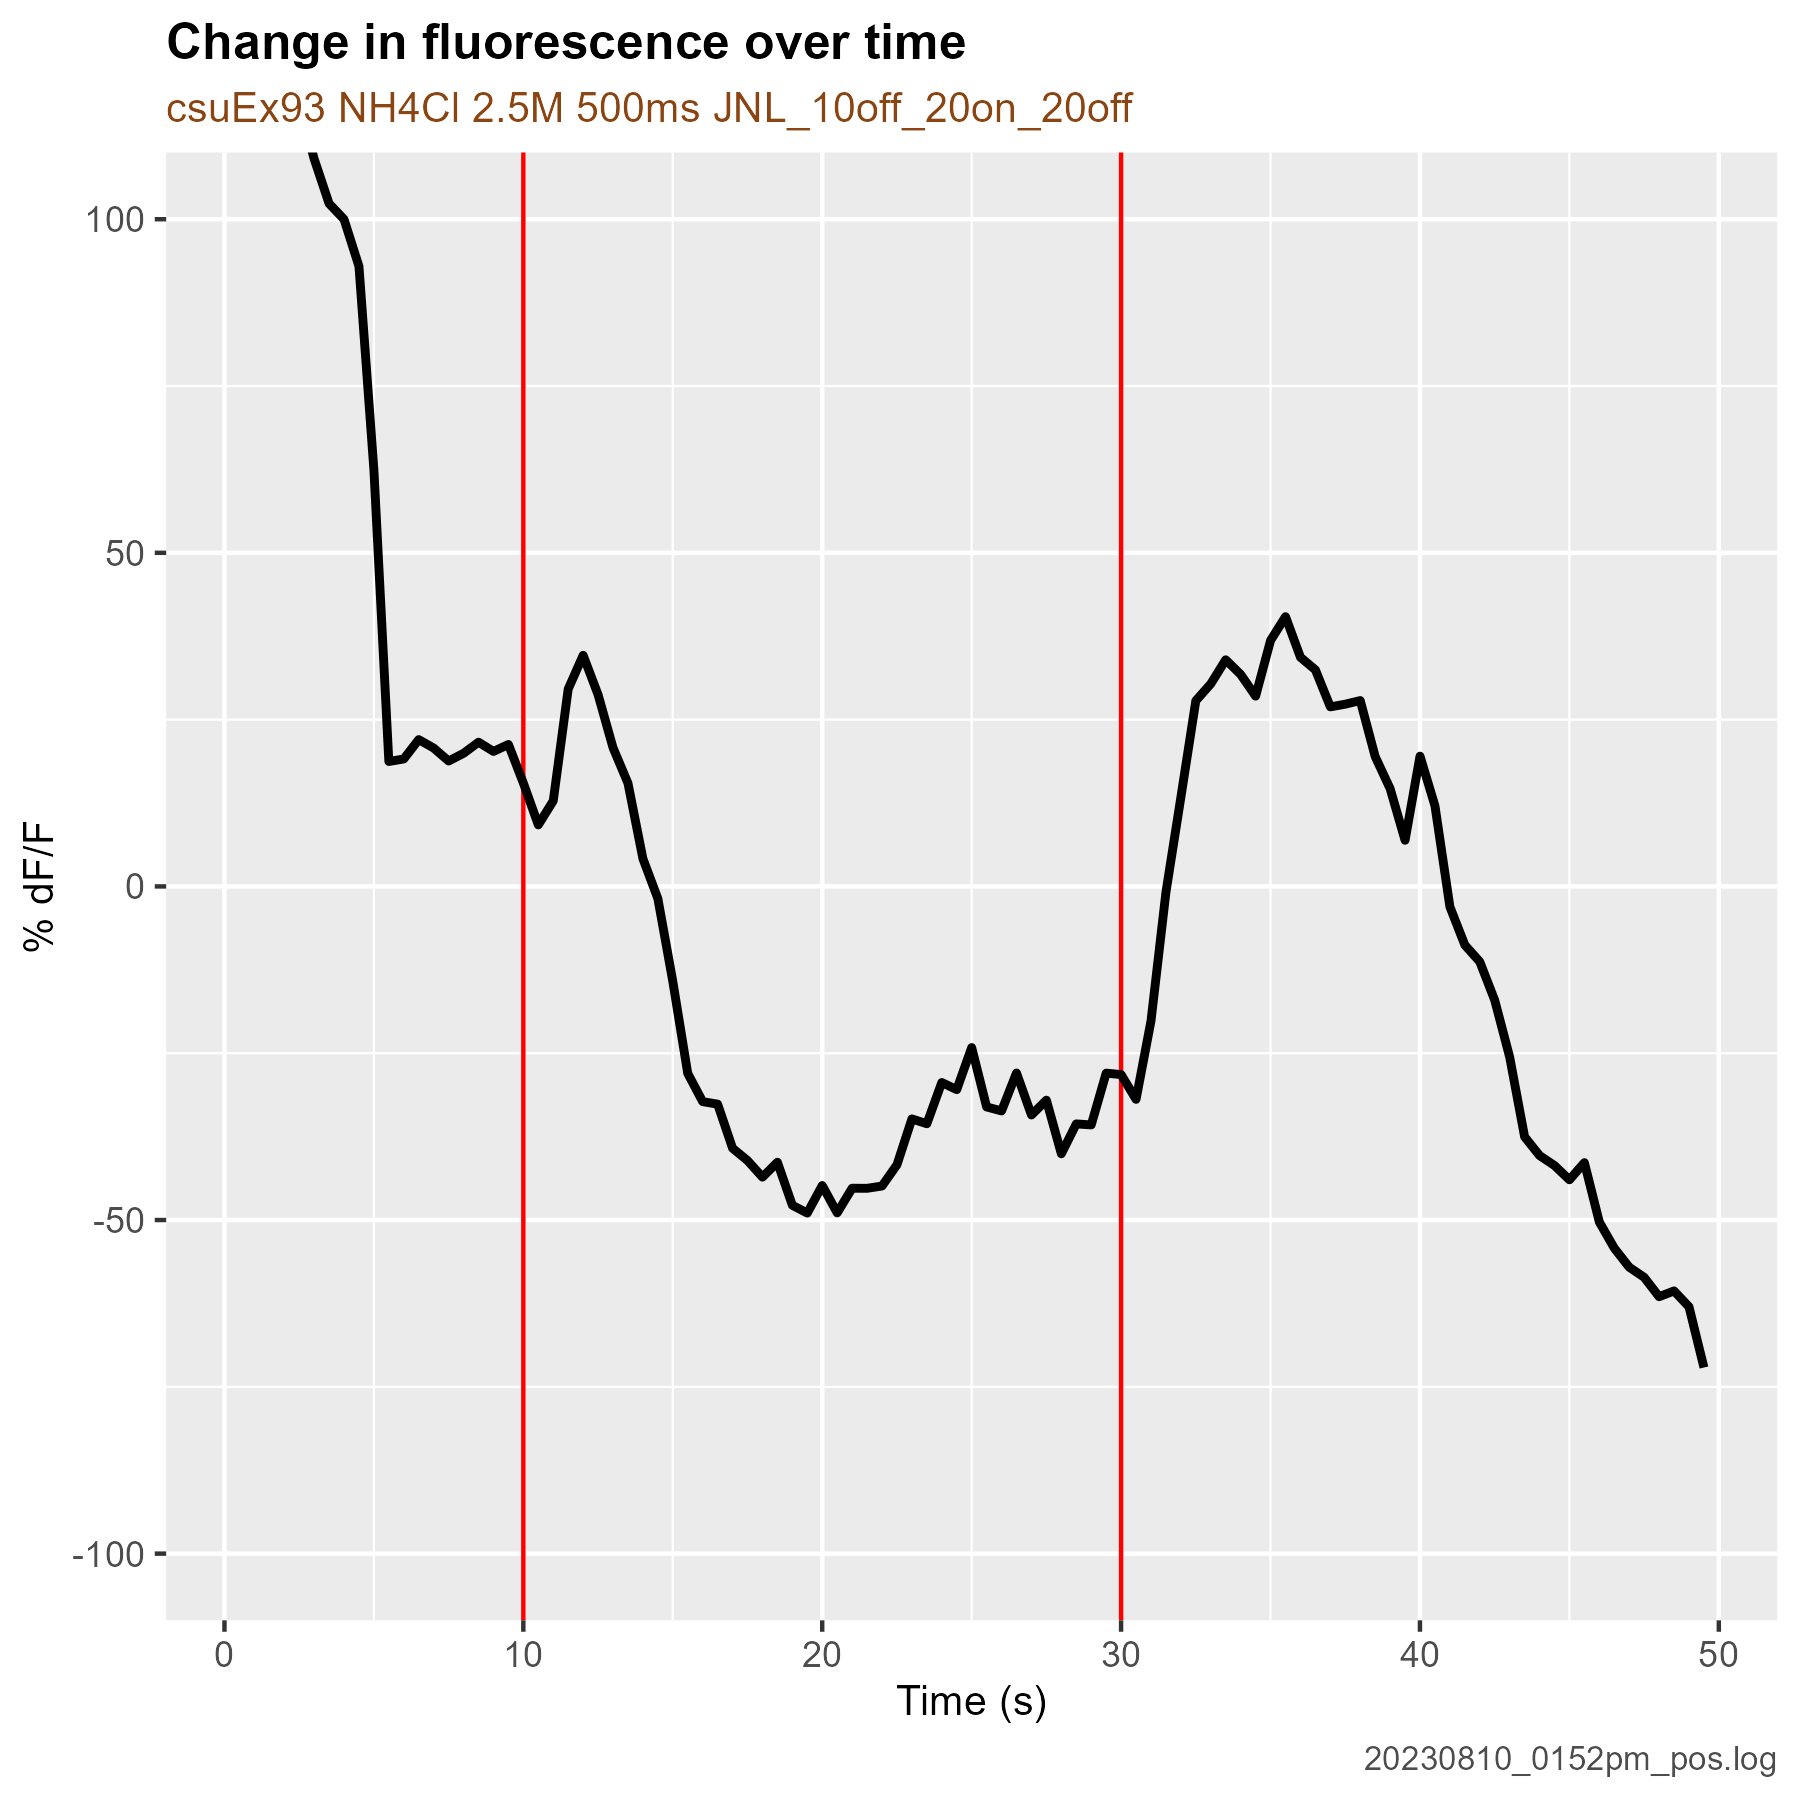 Change in fluorescence over time
csuEx93 NH4Cl 2.5M 500ms JNL_10off_20on_20off
100
50
0
-50
-100
% dF/F
0 10 20 30 40 50
Time (s)
20230810_0152pm_pos.log